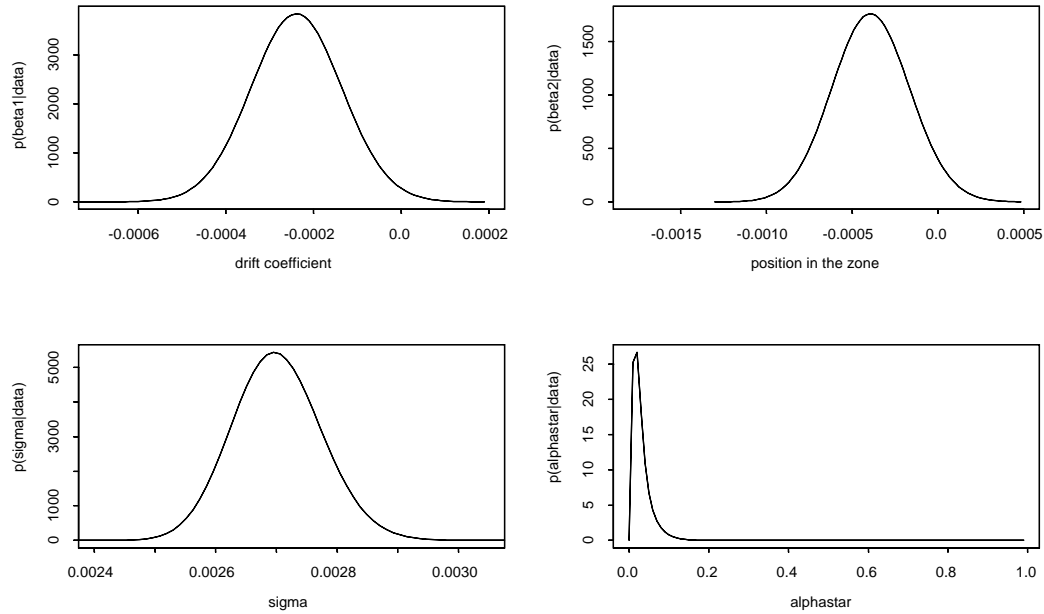 p(beta1|data)
0 1000 2000 3000
-0.0006 -0.0004 -0.0002 0.0 0.0002
drift coefficient
p(beta2|data)
0 500 1000 1500
-0.0015 -0.0010 -0.0005 0.0 0.0005
position in the zone
p(sigma|data)
0 1000 3000 5000
0.0024 0.0026 0.0028 0.0030
sigma
p(alphastar|data)
0 5 10 15 20 25
0.0 0.2 0.4 0.6 0.8 1.0
alphastar